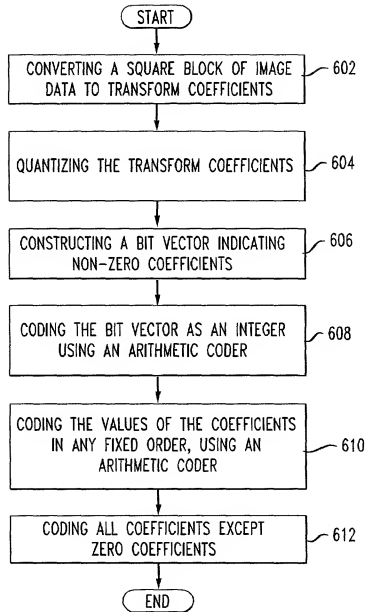 START
CONVERTING A SQUARE BLOCK OF IMAGE
DATA TO TRANSFORM COEFFICIENTS
602
QUANTIZING THE TRANSFORM COEFFICIENTS
604
CONSTRUCTING A BIT VECTOR INDICATING
NON-ZERO COEFFICIENTS
606
CODING THE BIT VECTOR AS AN INTEGER
USING AN ARITHMETIC CODER
608
CODING THE VALUES OF THE COEFFICIENTS
IN ANY FIXED ORDER, USING AN
ARITHMETIC CODER
610
CODING ALL COEFFICIENTS EXCEPT
ZERO COEFFICIENTS
612
END